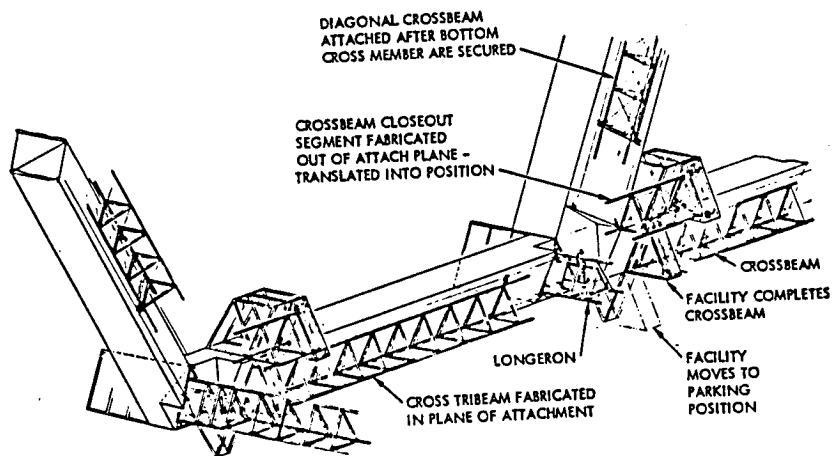 DIAGONAL CROSSBEAM
ATTACHED AFTER BOTTOM
CROSS MEMBER ARE SECURED
CROSSBEAM CLOSEOUT
SEGMENT FABRICATED
OUT OF ATTACH PLANE -
TRANSLATED INTO POSITION
CROSSBEAM
FACILITY COMPLETES
CROSSBEAM
LONGERON
FACILITY
MOVES TO
PARKING
POSITION
CROSS TRIBEAM FABRICATED
IN PLANE OF ATTACHMENT